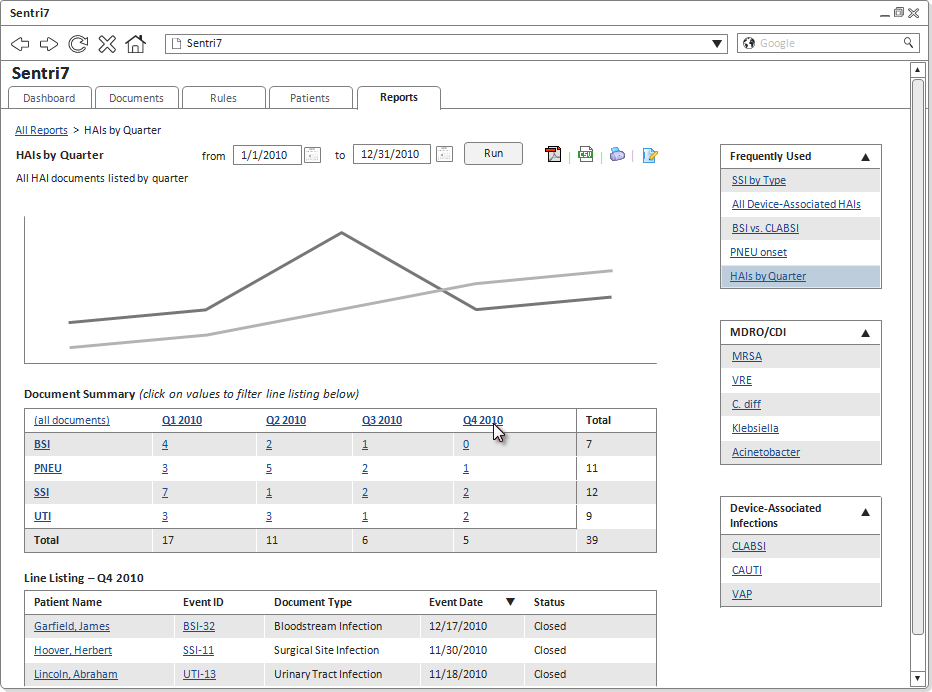 Sentri7
Sentri7
Google
Sentri7
Dashboard
Documents
Rules
Patients
Reports
All Reports > HAIs by Quarter
HAIs by Quarter
from 1/1/2010 to 12/31/2010 Run
All HAI documents listed by quarter
Document Summary (click on values to filter line listing below)
(all documents) Q1 2010 Q2 2010 Q3 2010 Q4 2010 Total
BSI 4 2 1 0 7
PNEU 3 5 2 1 11
SSI 7 1 2 2 12
UTI 3 3 1 2 9
Total 17 11 6 5 39
Line Listing – Q4 2010
Patient Name Event ID Document Type Event Date Status
Garfield, James BSI-32 Bloodstream Infection 12/17/2010 Closed
Hoover, Herbert SSI-11 Surgical Site Infection 11/30/2010 Closed
Lincoln, Abraham UTI-13 Urinary Tract Infection 11/18/2010 Closed
Frequently Used
SSI by Type
All Device-Associated HAIs
BSI vs. CLABSI
PNEU onset
HAIs by Quarter
MDRO/CDI
MRSA
VRE
C. diff
Klebsiella
Acinetobacter
Device-Associated
Infections
CLABSI
CAUTI
VAP